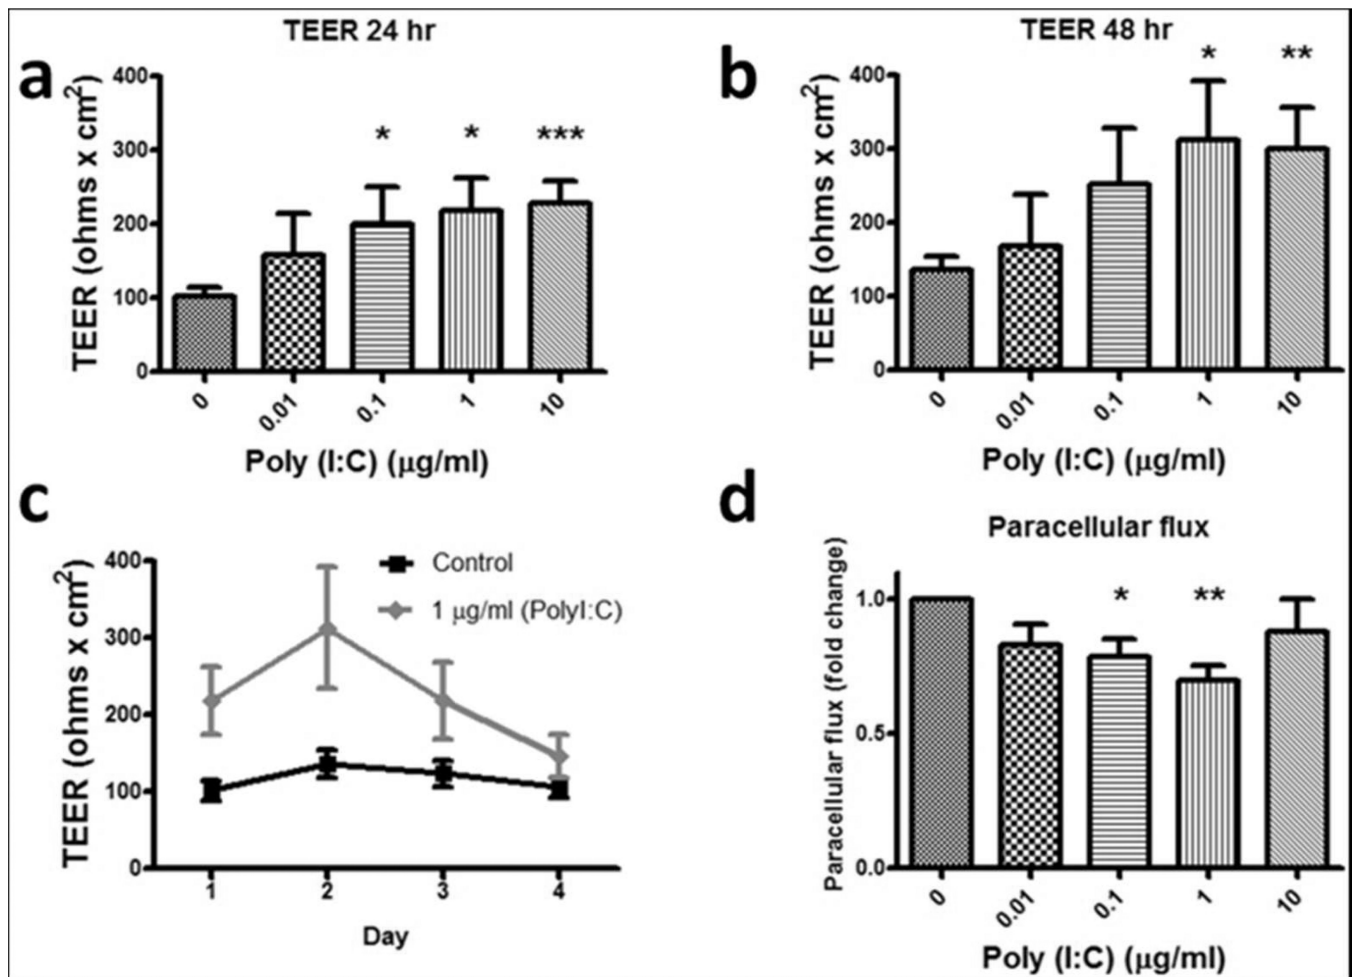 TEER 24 hr
a
TEER (ohms x cm²)
400
300
200
100
0
*
*
***
0
0.01
0.1
1
10
Poly (I:C) (μg/ml)
TEER 48 hr
b
TEER (ohms x cm²)
400
300
200
100
0
*
**
0
0.01
0.1
1
10
Poly (I:C) (μg/ml)
c
TEER (ohms x cm²)
400
300
200
100
0
Control
1 μg/ml (PolyI:C)
1
2
3
4
Day
d
Paracellular flux
Paracellular flux (fold change)
1.0
0.5
0.0
*
**
0
0.01
0.1
1
10
Poly (I:C) (μg/ml)